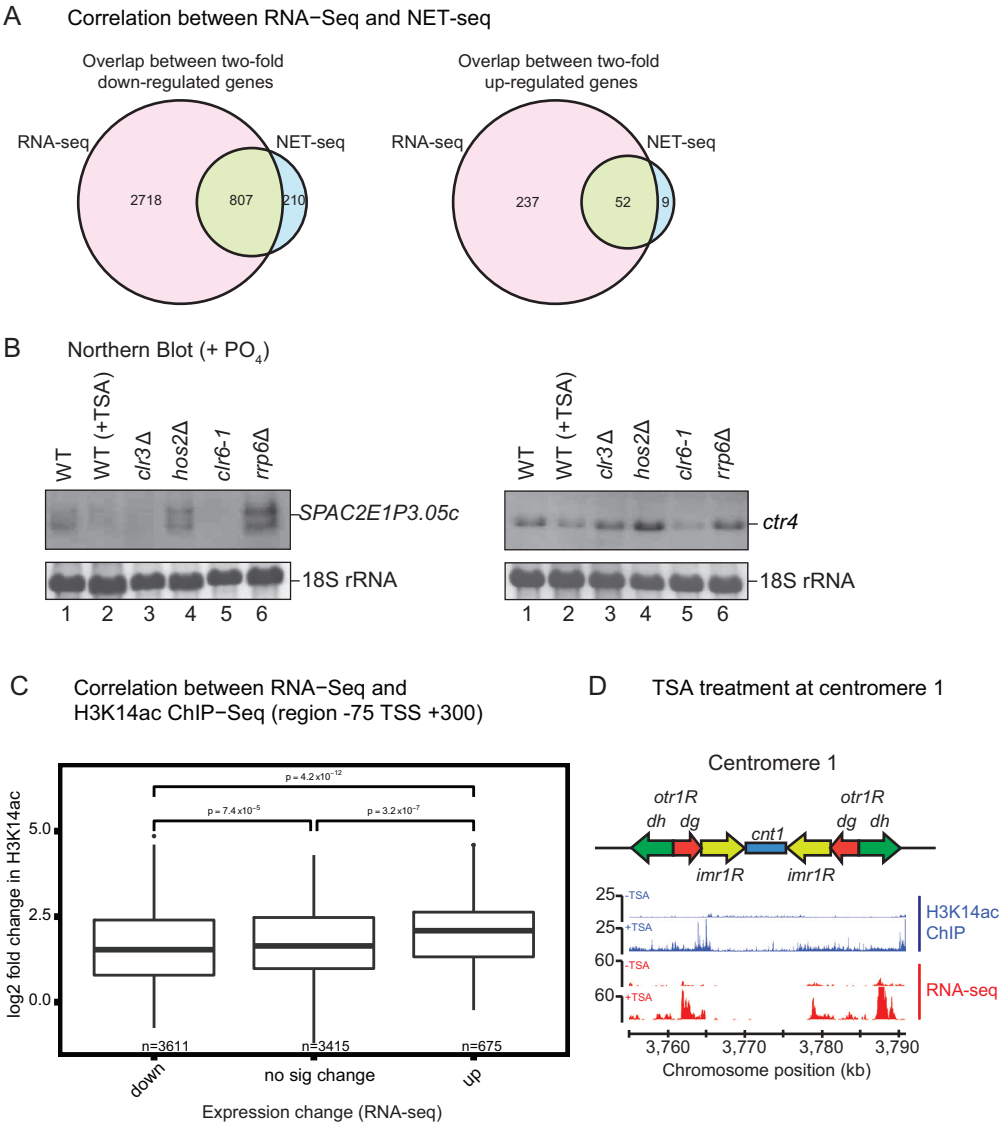 A
Correlation between RNA−Seq and NET-seq
Overlap between two-fold
down-regulated genes
RNA-seq
NET-seq
2718
807
210
Overlap between two-fold
up-regulated genes
RNA-seq
NET-seq
237
52
9
B
Northern Blot (+ PO4)
WT
WT (+TSA)
clr3Δ
hos2Δ
clr6-1
rrp6Δ
SPAC2E1P3.05c
18S rRNA
1 2 3 4 5 6
WT
WT (+TSA)
clr3Δ
hos2Δ
clr6-1
rrp6Δ
ctr4
18S rRNA
1 2 3 4 5 6
C
Correlation between RNA−Seq and
H3K14ac ChIP−Seq (region -75 TSS +300)
log2 fold change in H3K14ac
5.0
2.5
0.0
p = 4.2x10−12
p = 7.4x10−5
p = 3.2x10−7
n=3611
n=3415
n=675
down
no sig change
up
Expression change (RNA-seq)
D
TSA treatment at centromere 1
Centromere 1
otr1R
dh dg
cnt1
otr1R
dg dh
imr1R
imr1R
25
-TSA
25
+TSA
H3K14ac
ChIP
60
-TSA
60
+TSA
RNA-seq
3,760 3,770 3,780 3,790
Chromosome position (kb)